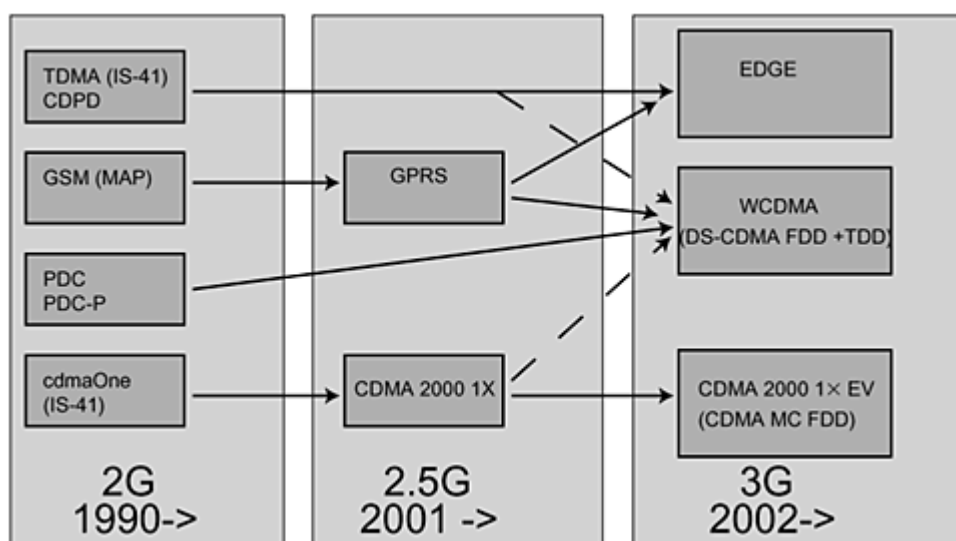 TDMA (IS-41)
CDPD
GSM (MAP)
PDC
PDC-P
cdmaOne
(IS-41)
2G
1990->
GPRS
CDMA 2000 1X
2.5G
2001 ->
EDGE
WCDMA
(DS-CDMA FDD +TDD)
CDMA 2000 1× EV
(CDMA MC FDD)
3G
2002->